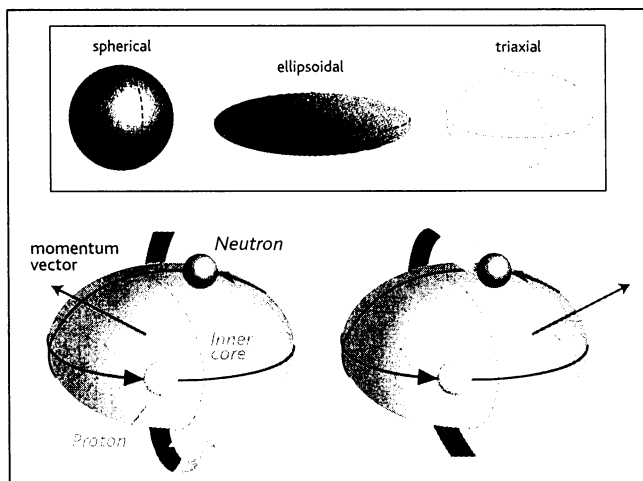 spherical
ellipsoidal
triaxial
momentum
vector
Neutron
Inner
core
Proton